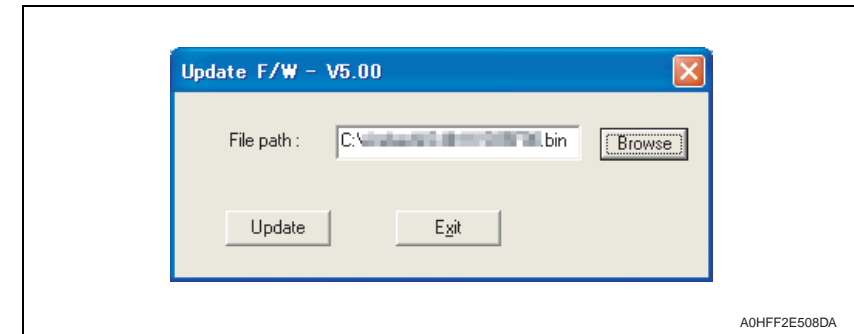 Update F/W - V5.00
File path : C:\ .bin Browse
Update Exit
A0HFF2E508DA